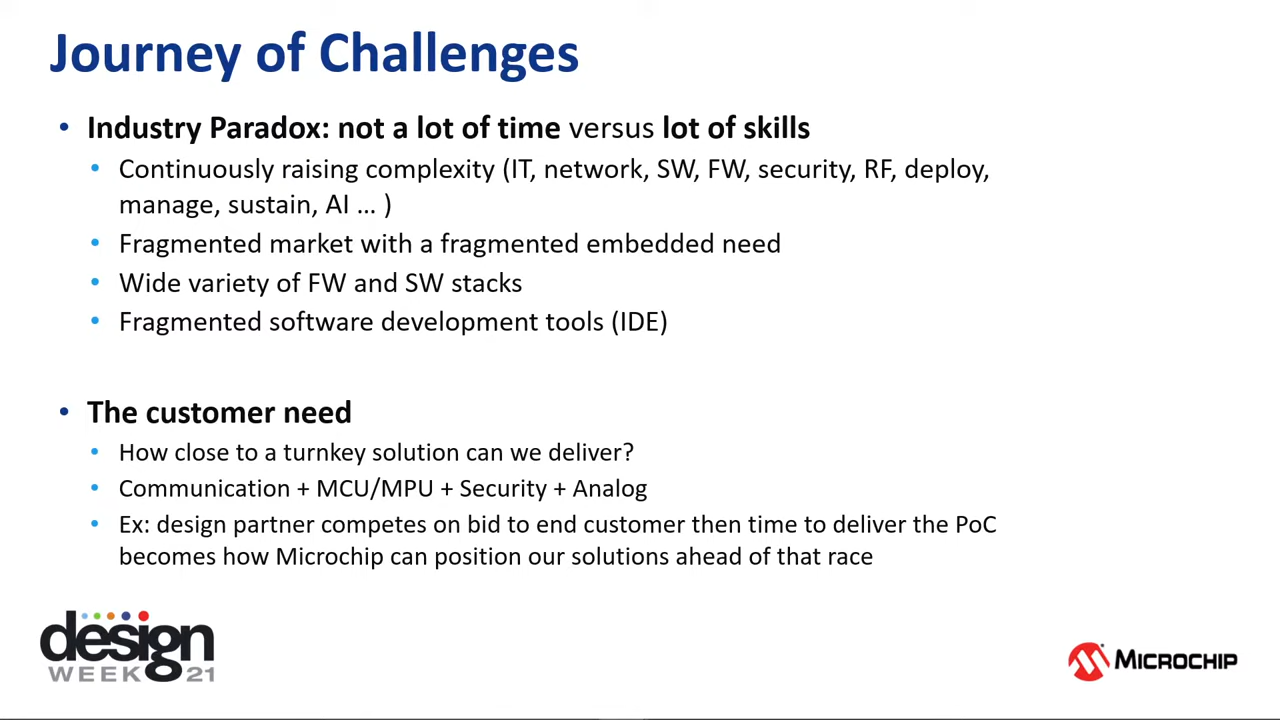 Journey of Challenges
• Industry Paradox: not a lot of time versus lot of skills
• Continuously raising complexity (IT, network, SW, FW, security, RF, deploy,
manage, sustain, AI … )
• Fragmented market with a fragmented embedded need
• Wide variety of FW and SW stacks
• Fragmented software development tools (IDE)
• The customer need
• How close to a turnkey solution can we deliver?
• Communication + MCU/MPU + Security + Analog
• Ex: design partner competes on bid to end customer then time to deliver the PoC
becomes how Microchip can position our solutions ahead of that race
design
WEEK 21
MICROCHIP